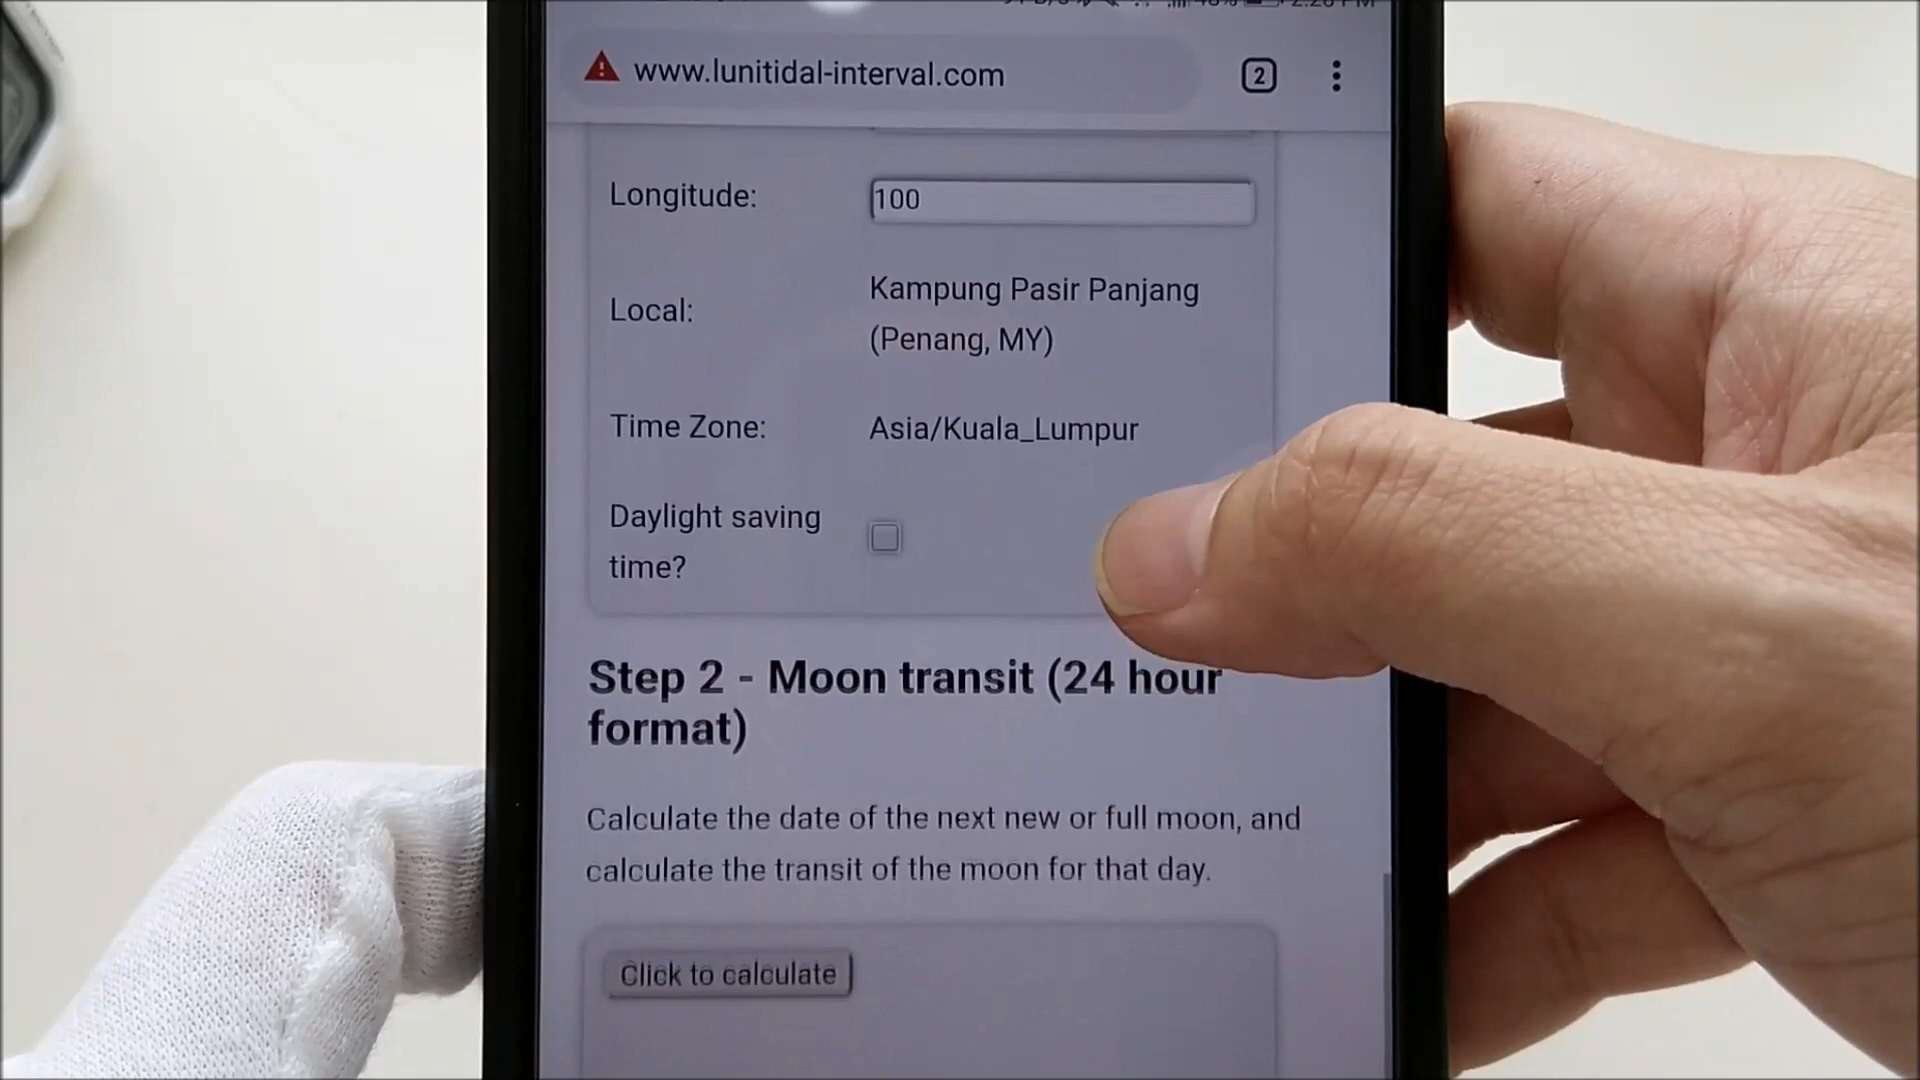 www.lunitidal-interval.com
2
Longitude:
100
Local:
Kampung Pasir Panjang
(Penang, MY)
Time Zone:
Asia/Kuala_Lumpur
Daylight saving
time?
Step 2 - Moon transit (24 hour
format)
Calculate the date of the next new or full moon, and
calculate the transit of the moon for that day.
Click to calculate